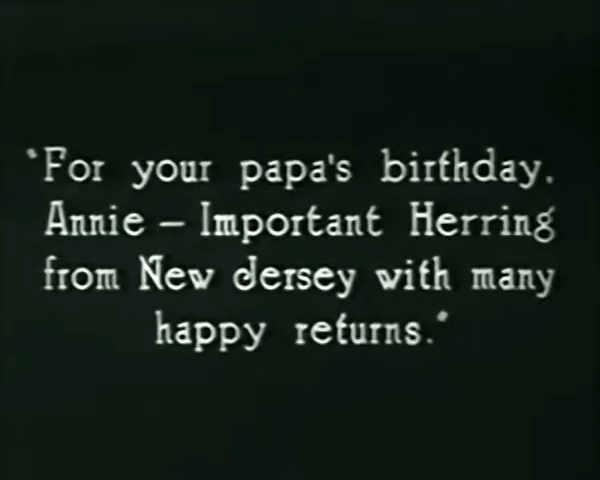 "For your papa's birthday.
Annie — Important Herring
from New Jersey with many
happy returns."